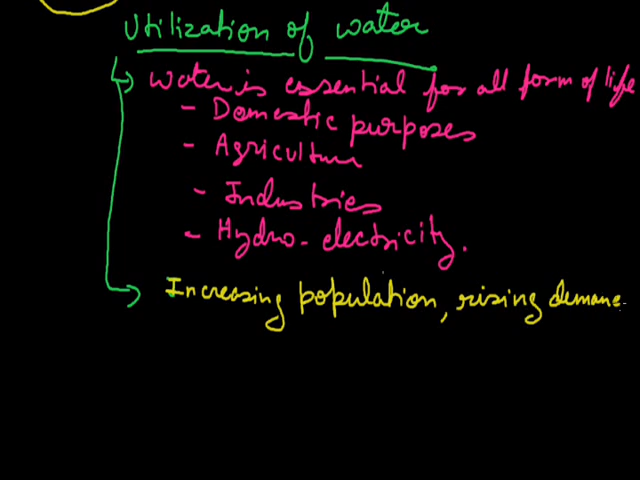 Utilization of water
Water is essential for all form of life
- Domestic purposes
- Agriculture
- Industries
- Hydro-electricity.
Increasing population, rising demand